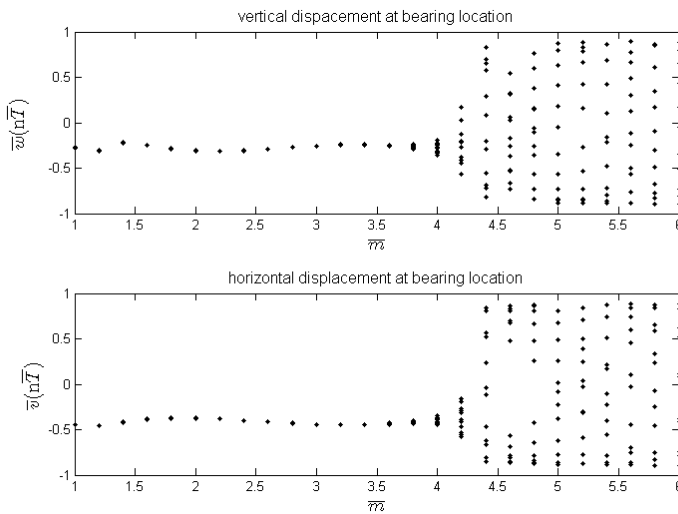 vertical dispacement at bearing location
1
0.5
0
-0.5
-1
w̅(nT̅)
1 1.5 2 2.5 3 3.5 4 4.5 5 5.5 6
m̅
horizontal displacement at bearing location
1
0.5
0
-0.5
-1
v̅(nT̅)
1 1.5 2 2.5 3 3.5 4 4.5 5 5.5 6
m̅